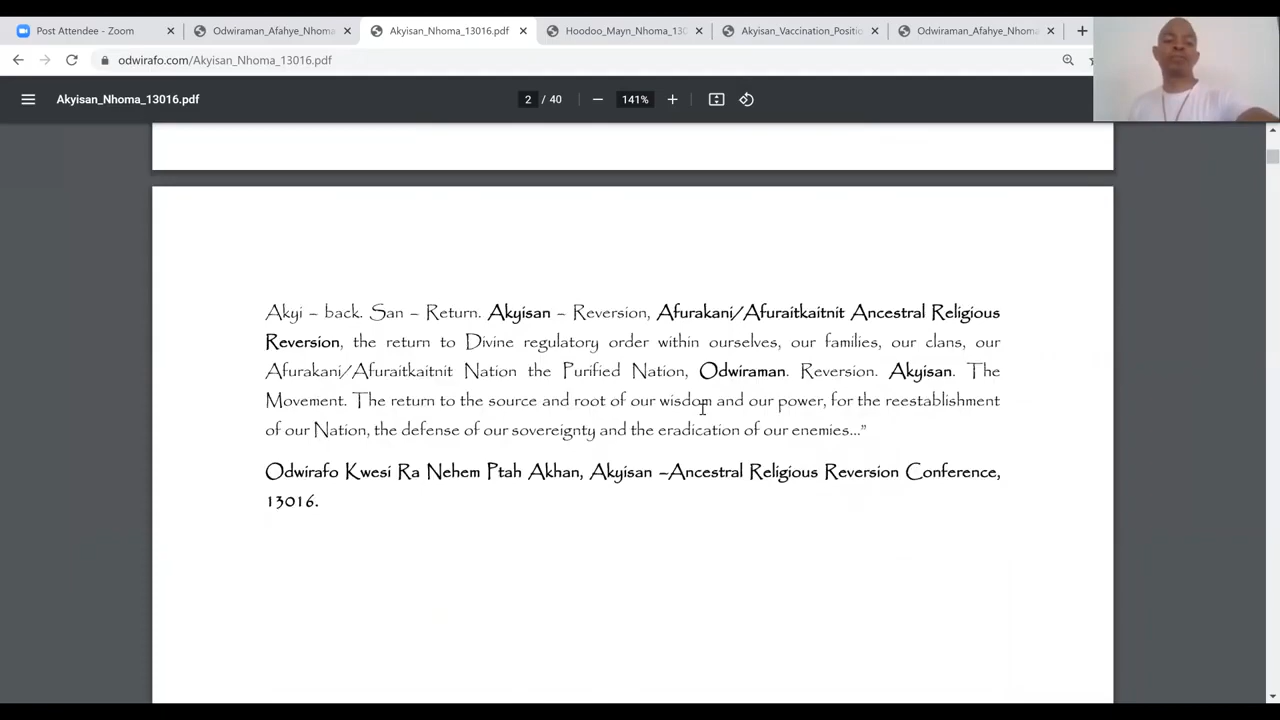 Post Attendee - Zoom
Odwiraman_Afahye_Nhoma_
Akyisan_Nhoma_13016.pdf
Hoodoo_Mayn_Nhoma_130
Akyisan_Vaccination_Positio
Odwiraman_Afahye_Nhoma_
odwirafo.com/Akyisan_Nhoma_13016.pdf
Akyisan_Nhoma_13016.pdf
2 / 40
141%
Akyi – back. San – Return. Akyisan – Reversion, Afurakani/Afuraitkaitnit Ancestral Religious
Reversion, the return to Divine regulatory order within ourselves, our families, our clans, our
Afurakani/Afuraitkaitnit Nation the Purified Nation, Odwiraman. Reversion. Akyisan. The
Movement. The return to the source and root of our wisdom and our power, for the reestablishment
of our Nation, the defense of our sovereignty and the eradication of our enemies...”
Odwirafo Kwesi Ra Nehem Ptah Akhan, Akyisan –Ancestral Religious Reversion Conference,
13016.